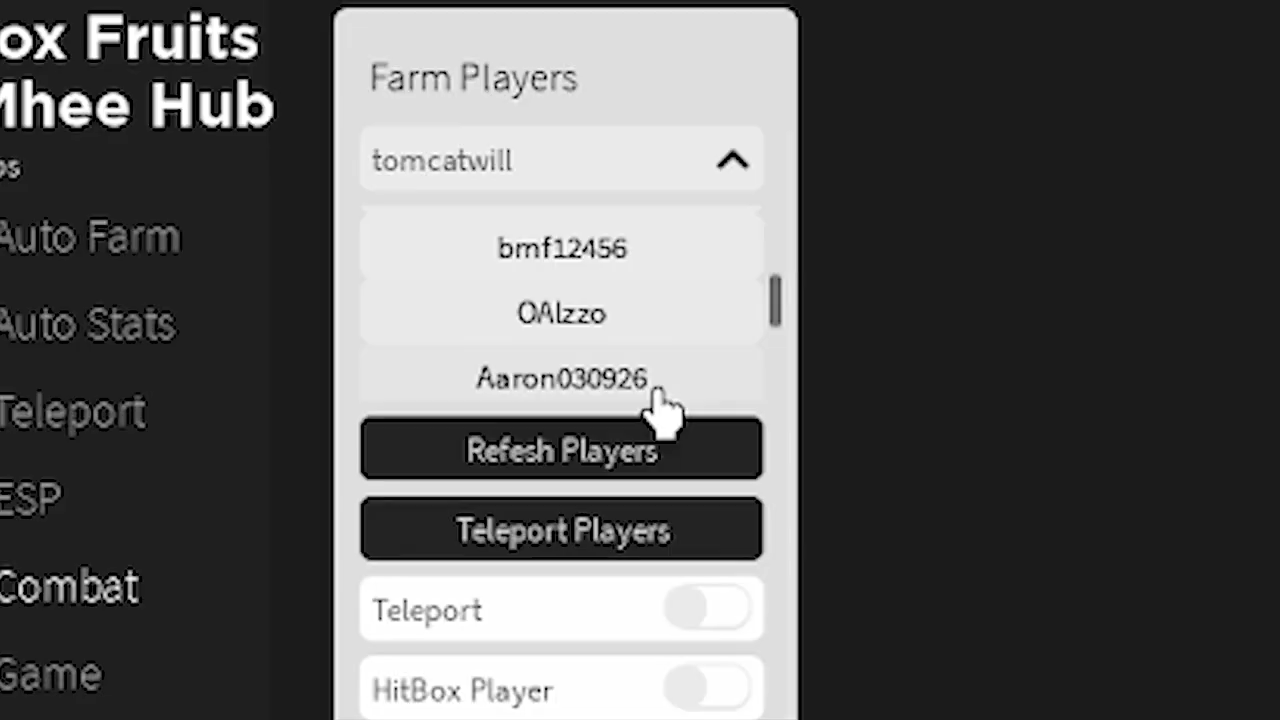 ox Fruits
Mhee Hub
os
Auto Farm
Auto Stats
Teleport
ESP
Combat
Game
Farm Players
tomcatwill
bmf12456
OAlzzo
Aaron030926
Refesh Players
Teleport Players
Teleport
HitBox Player